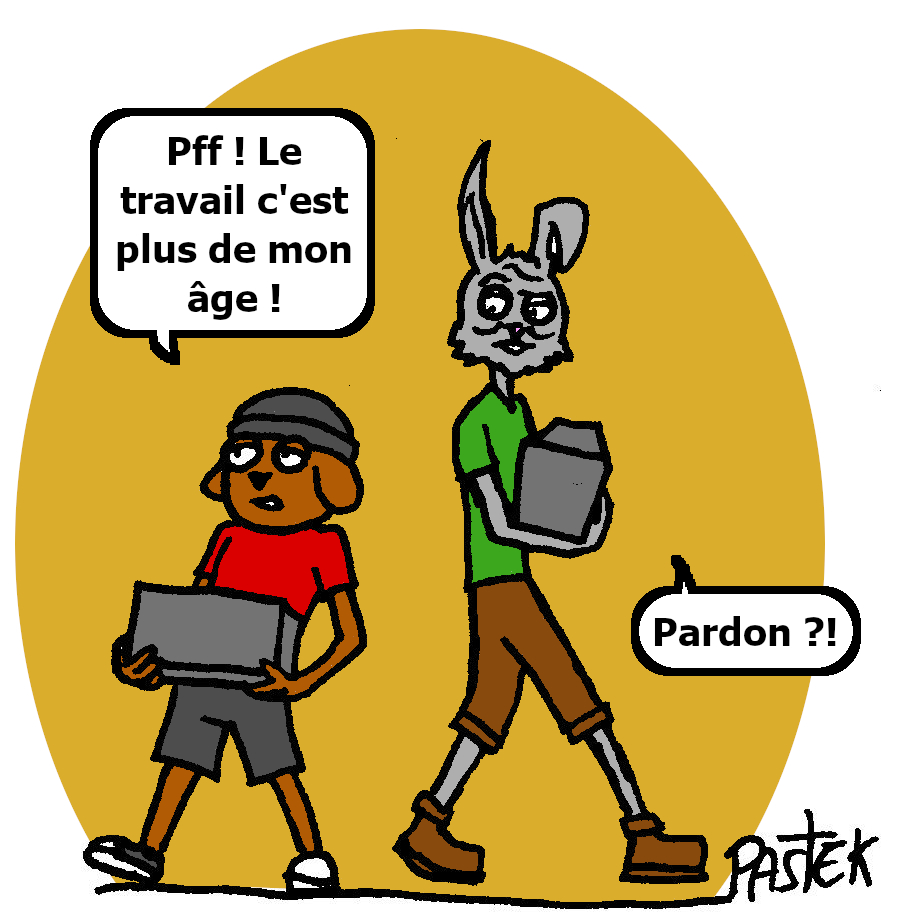 Pff ! Le
travail c'est
plus de mon
âge !
Pardon ?!
PASTEK